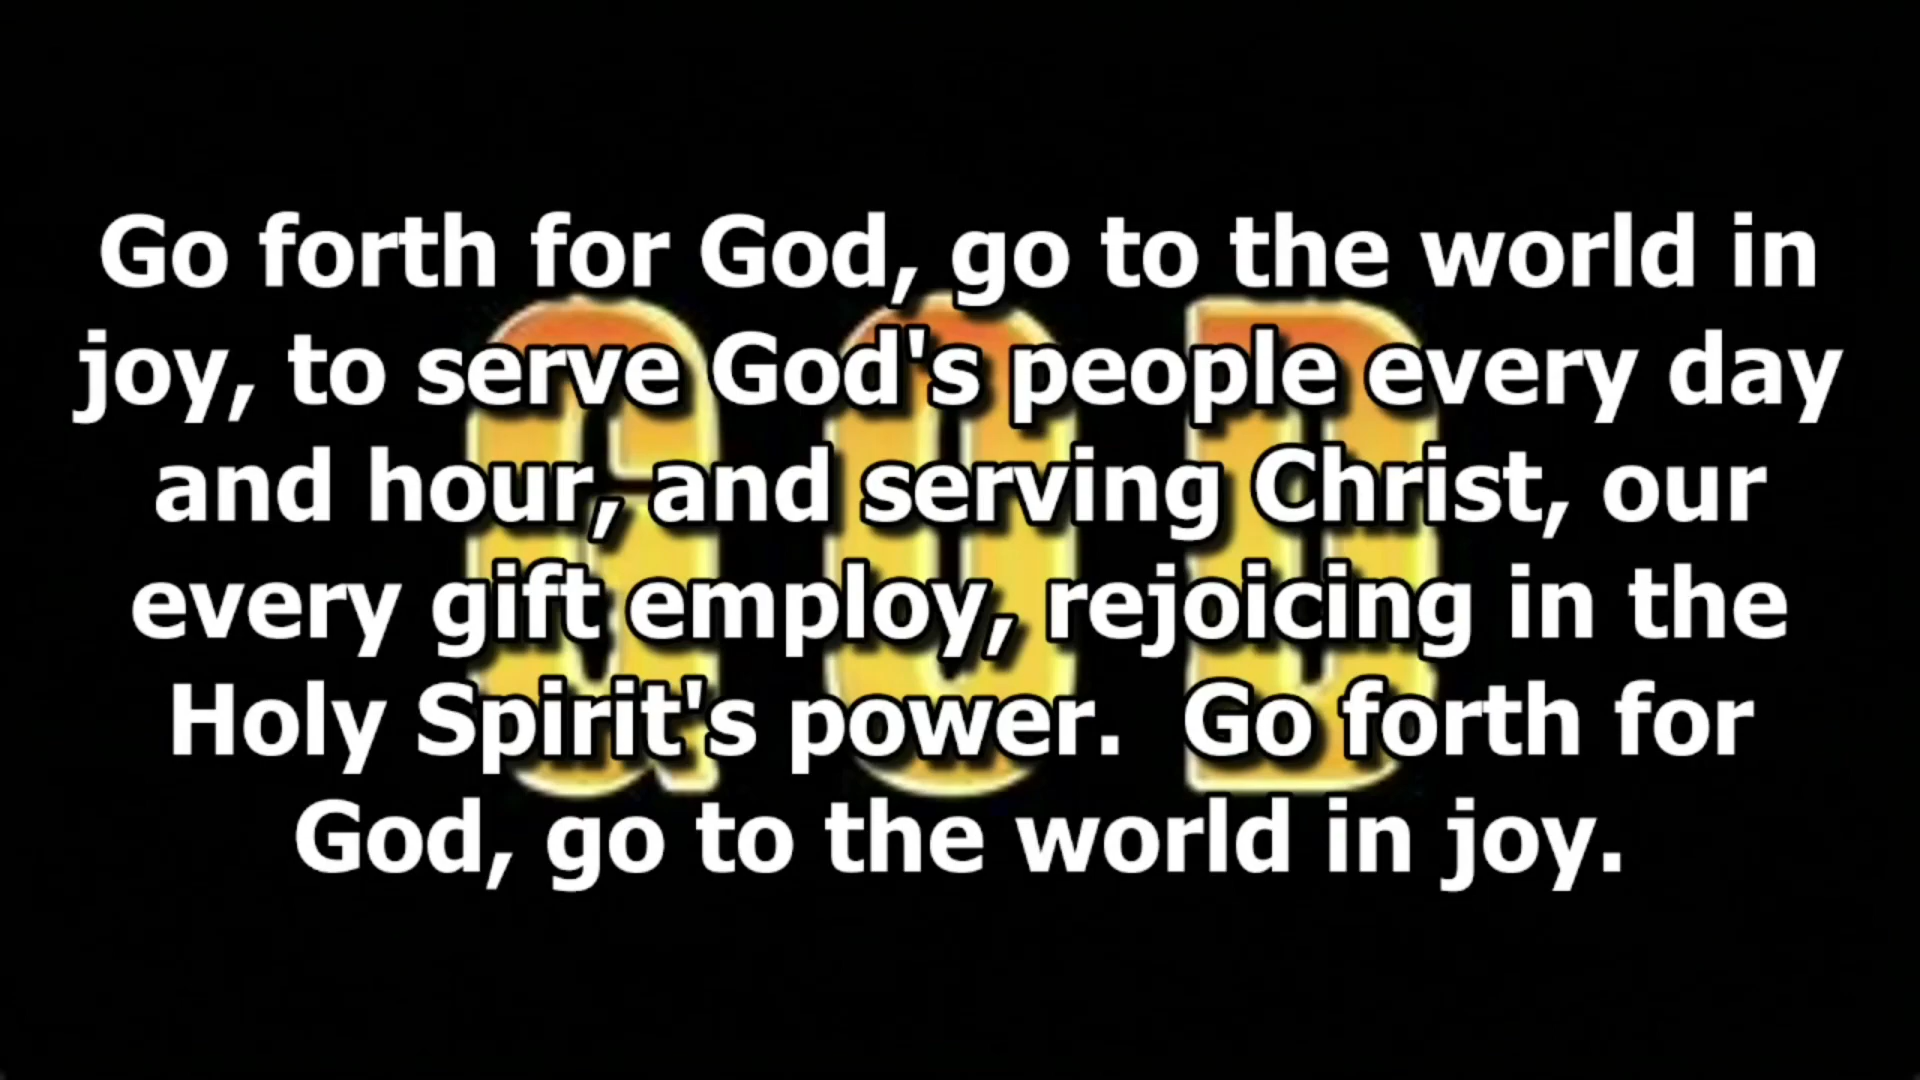 Go forth for God, go to the world in
joy, to serve God's people every day
and hour, and serving Christ, our
every gift employ, rejoicing in the
Holy Spirit's power.  Go forth for
God, go to the world in joy.
GOD